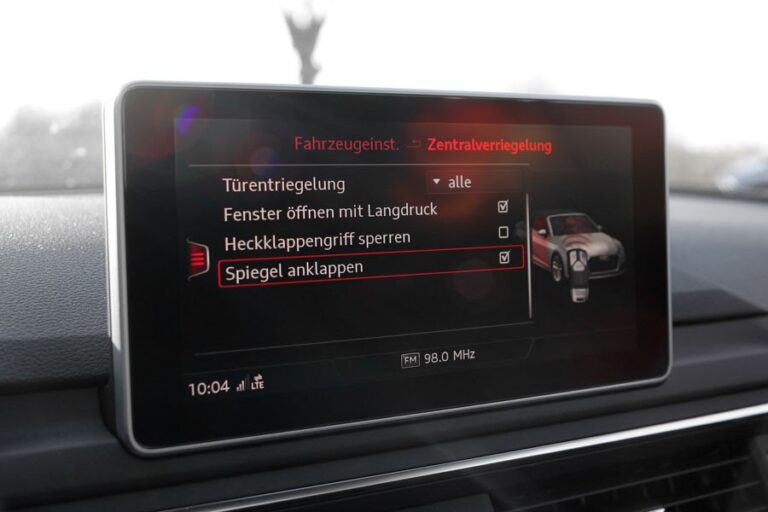 Fahrzeugeinst. Zentralverriegelung
Türentriegelung alle
Fenster öffnen mit Langdruck
Heckklappengriff sperren
Spiegel anklappen
FM 98.0 MHz
10:04 LTE